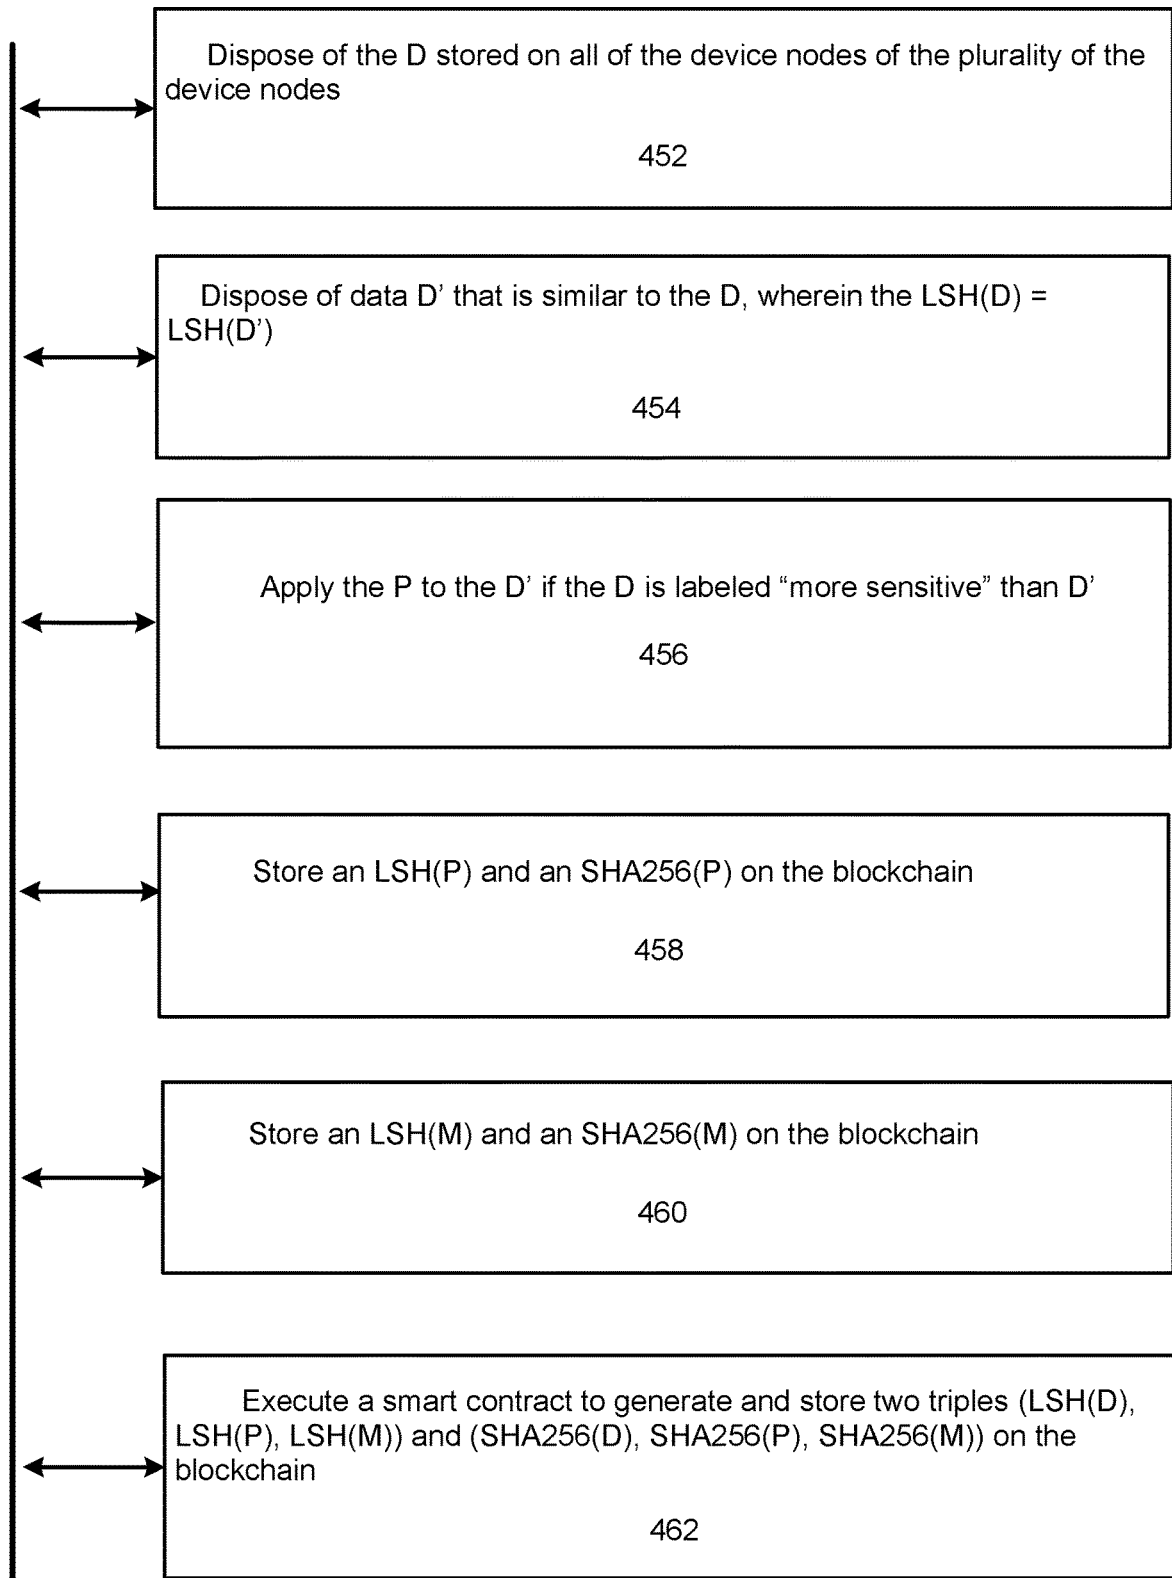 Dispose of the D stored on all of the device nodes of the plurality of the
device nodes
452
Dispose of data D’ that is similar to the D, wherein the LSH(D) =
LSH(D’)
454
Apply the P to the D’ if the D is labeled “more sensitive” than D’
456
Store an LSH(P) and an SHA256(P) on the blockchain
458
Store an LSH(M) and an SHA256(M) on the blockchain
460
Execute a smart contract to generate and store two triples (LSH(D),
LSH(P), LSH(M)) and (SHA256(D), SHA256(P), SHA256(M)) on the
blockchain
462